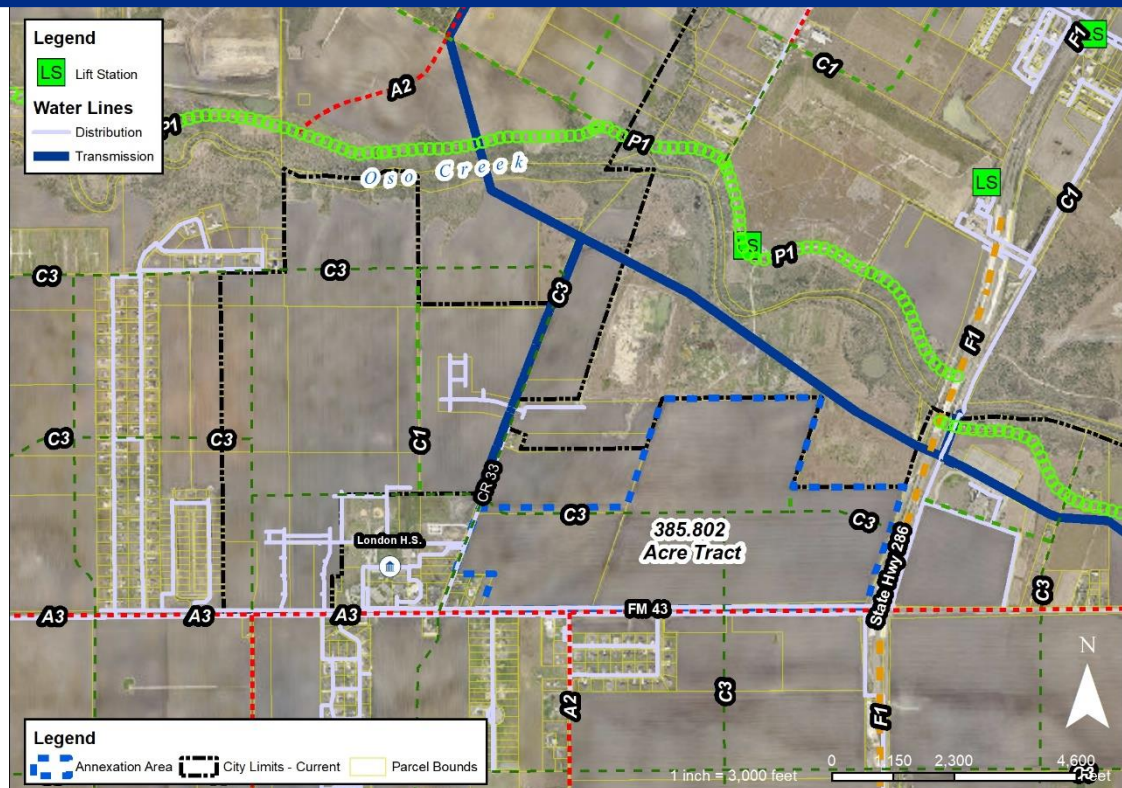 Legend
LS Lift Station
Water Lines
Distribution
Transmission
F1
LS
C1
A2
P1
P1
Oso Creek
LS
C1
LS
P1
C3
C3
C3
F1
C3
C3
C1
CR 33
C3
385.802
Acre Tract
C3
London H.S.
State Hwy 286
C3
A3
A3
A3
FM 43
N
A2
C3
F1
Legend
Annexation Area
City Limits - Current
Parcel Bounds
1 inch = 3,000 feet
0 1,150 2,300 4,600
Feet
C3